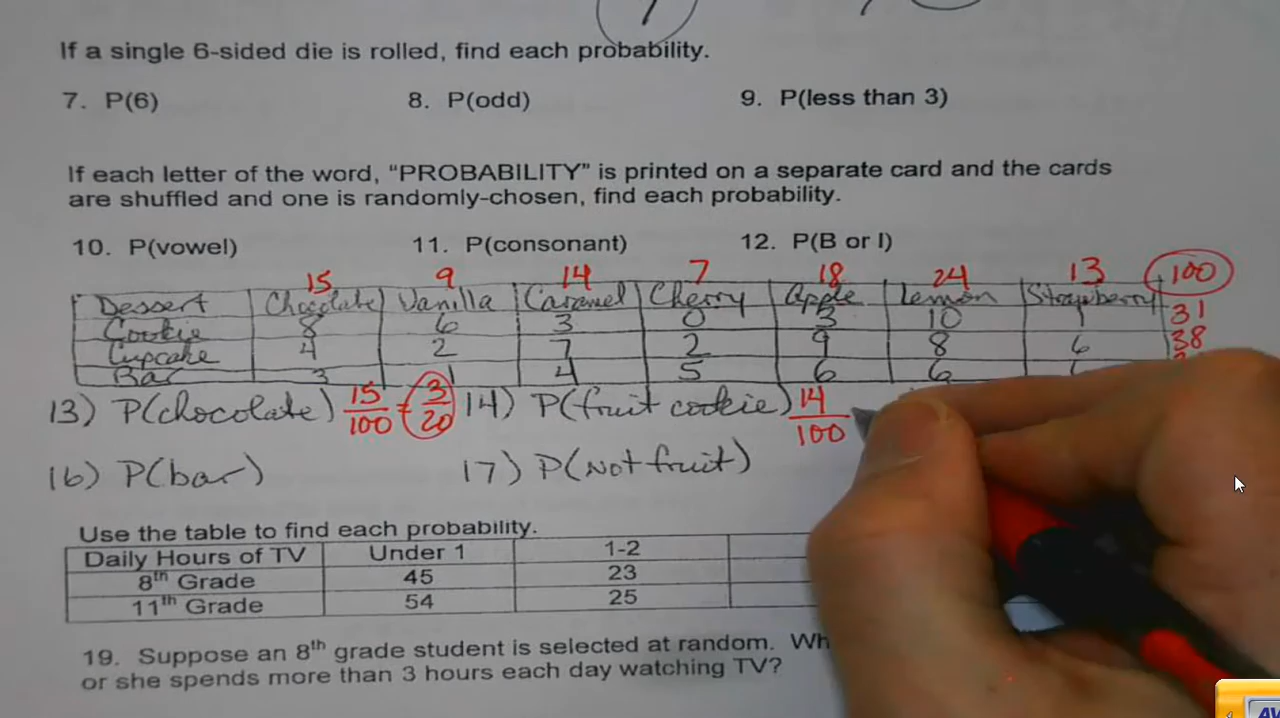 If a single 6-sided die is rolled, find each probability.
7. P(6) 8. P(odd) 9. P(less than 3)
If each letter of the word, “PROBABILITY” is printed on a separate card and the cards
are shuffled and one is randomly-chosen, find each probability.
10. P(vowel) 11. P(consonant) 12. P(B or I)
15 9 14 7 18 24 13 100
Dessert Chocolate Vanilla Caramel Cherry Apple Lemon Strawberry 31
Cookie 8 6 3 0 3 10 1 38
Cupcake 4 2 7 2 9 8 6
Bar 3 1 4 5 6 6
13) P(chocolate) 15/100 = 3/20 14) P(fruit cookie) 14/100
16) P(bar) 17) P(Not fruit)
Use the table to find each probability.
Daily Hours of TV Under 1 1-2
8th Grade 45 23
11th Grade 54 25
19. Suppose an 8th grade student is selected at random.
or she spends more than 3 hours each day watching TV?